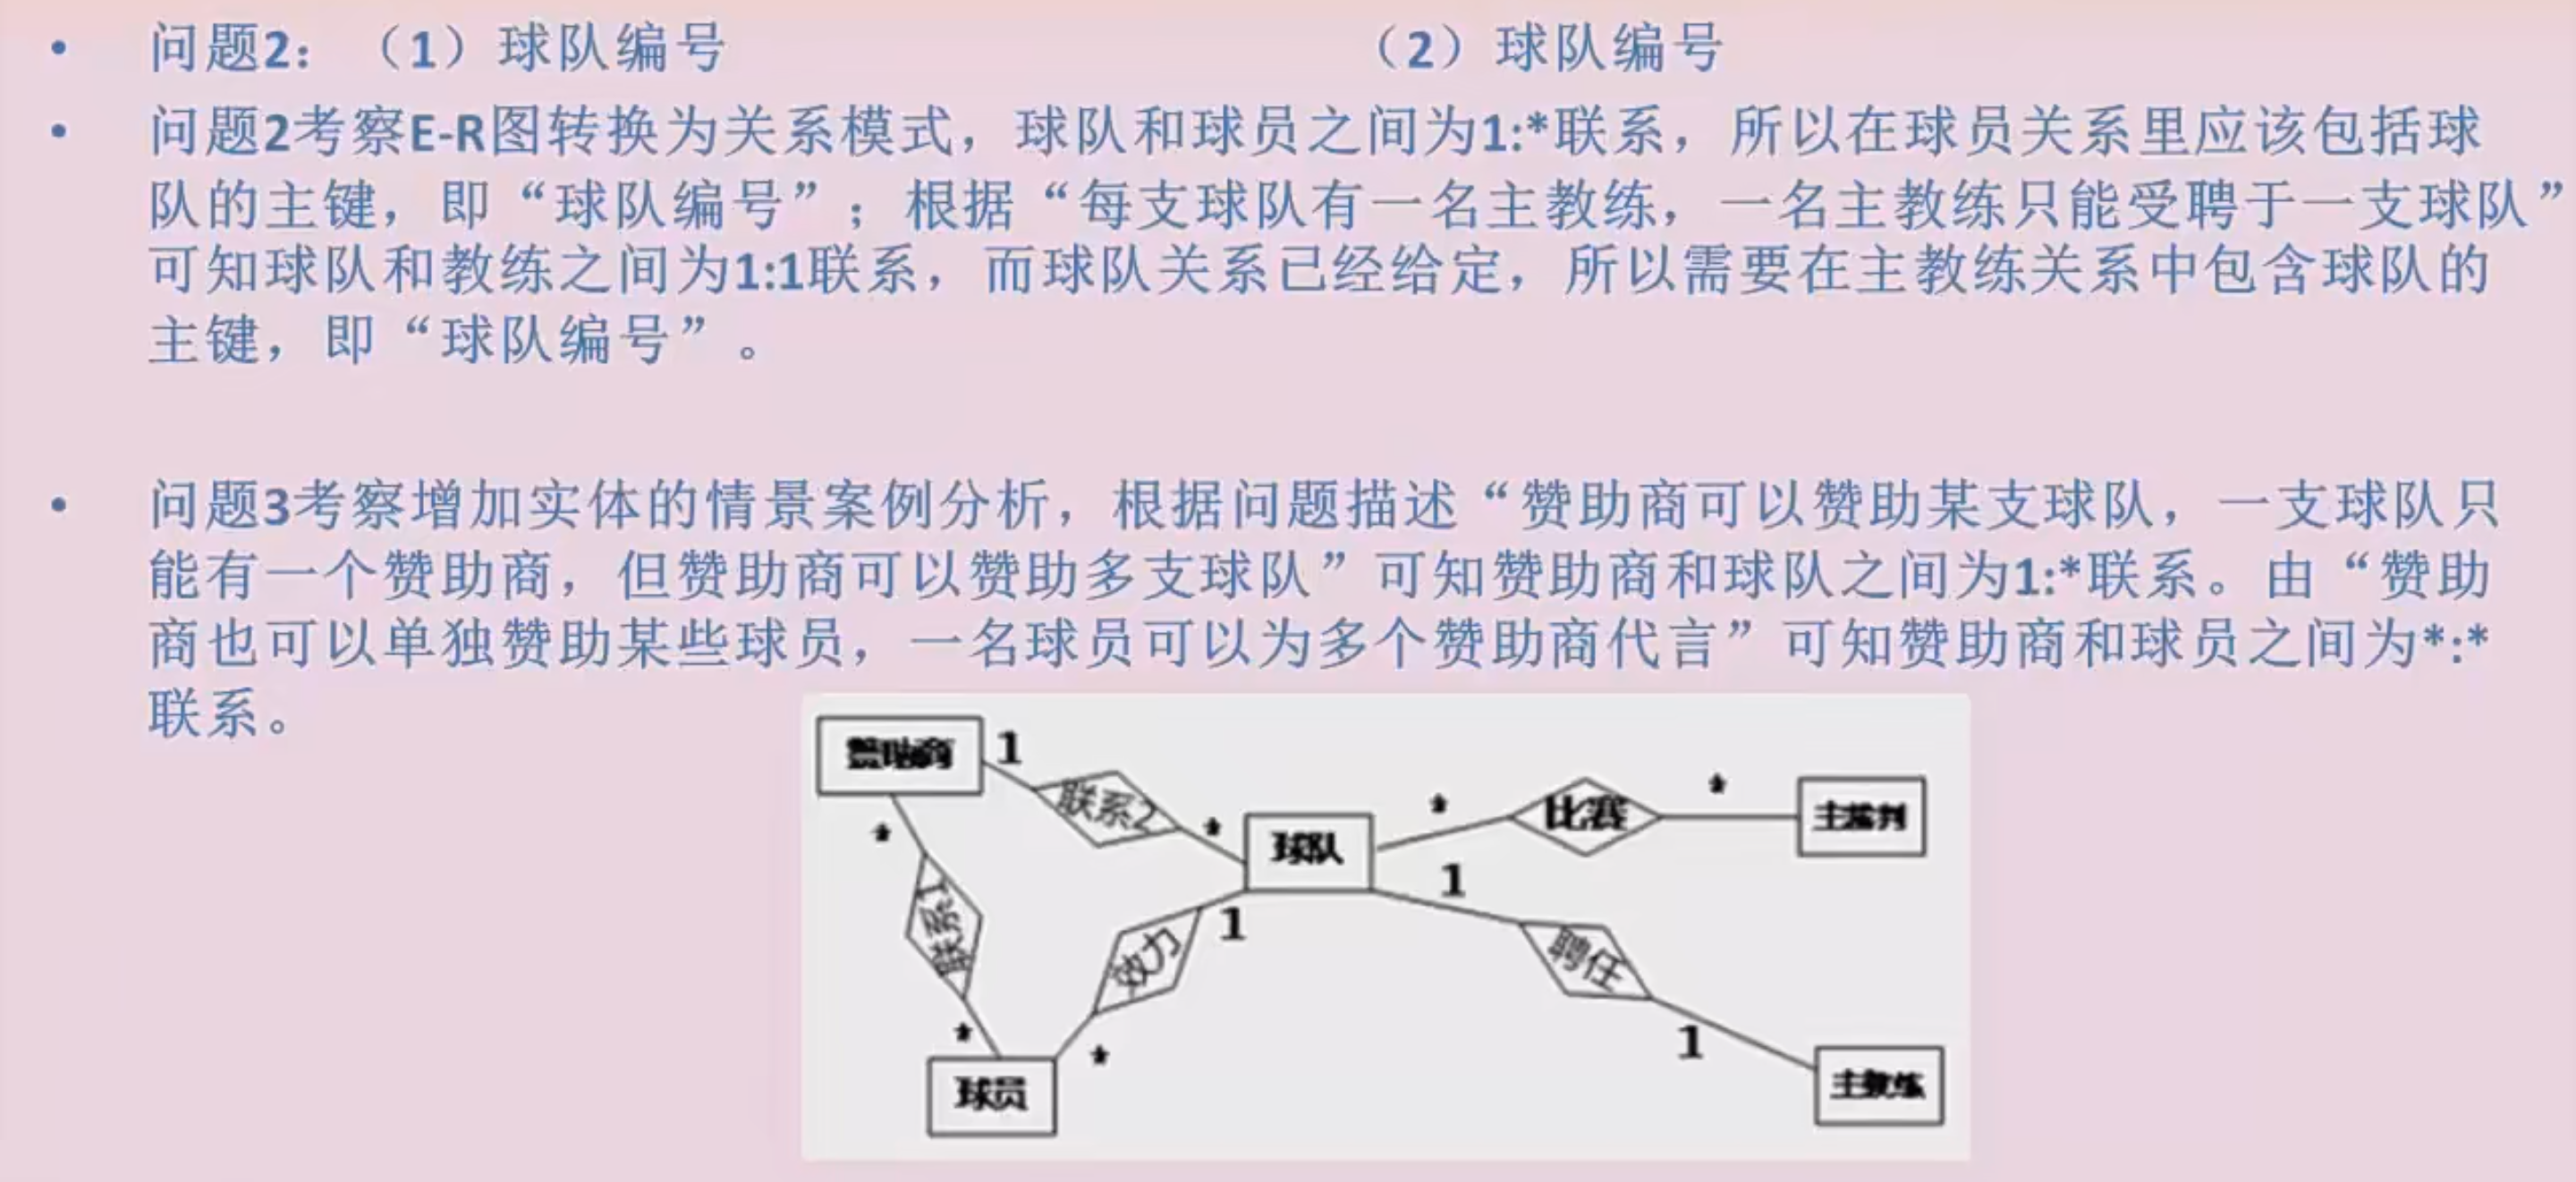 • 问题2：（1）球队编号 （2）球队编号
• 问题2考察E-R图转换为关系模式，球队和球员之间为1:*联系，所以在球员关系里应该包括球
队的主键，即“球队编号”；根据“每支球队有一名主教练，一名主教练只能受聘于一支球队”
可知球队和教练之间为1:1联系，而球队关系已经给定，所以需要在主教练关系中包含球队的
主键，即“球队编号”。
• 问题3考察增加实体的情景案例分析，根据问题描述“赞助商可以赞助某支球队，一支球队只
能有一个赞助商，但赞助商可以赞助多支球队”可知赞助商和球队之间为1:*联系。由“赞助
商也可以单独赞助某些球员，一名球员可以为多个赞助商代言”可知赞助商和球员之间为*:*
联系。
赞助商
1
联系2
*
球队
*
比赛
*
主裁判
*
联系1
*
球员
1
效力
*
1
聘任
1
主教练